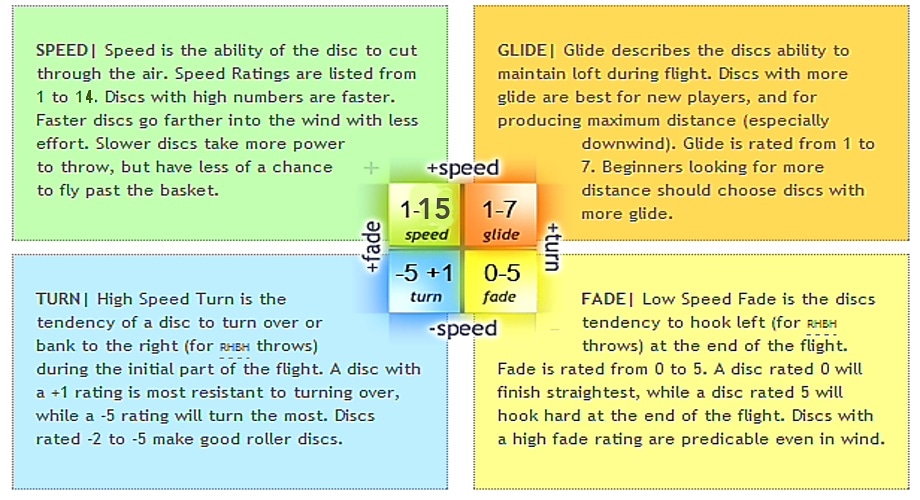 SPEED| Speed is the ability of the disc to cut
through the air. Speed Ratings are listed from
1 to 14. Discs with high numbers are faster.
Faster discs go farther into the wind with less
effort. Slower discs take more power
to throw, but have less of a chance
to fly past the basket.
GLIDE| Glide describes the discs ability to
maintain loft during flight. Discs with more
glide are best for new players, and for
producing maximum distance (especially
downwind). Glide is rated from 1 to
7. Beginners looking for more
distance should choose discs with
more glide.
+
+speed
1-15
speed
1-7
glide
+fade
+turn
-5 +1
turn
0-5
fade
-speed
-
TURN| High Speed Turn is the
tendency of a disc to turn over or
bank to the right (for RHBH throws)
during the initial part of the flight. A disc with
a +1 rating is most resistant to turning over,
while a -5 rating will turn the most. Discs
rated -2 to -5 make good roller discs.
FADE| Low Speed Fade is the discs
tendency to hook left (for RHBH
throws) at the end of the flight.
Fade is rated from 0 to 5. A disc rated 0 will
finish straightest, while a disc rated 5 will
hook hard at the end of the flight. Discs with
a high fade rating are predicable even in wind.